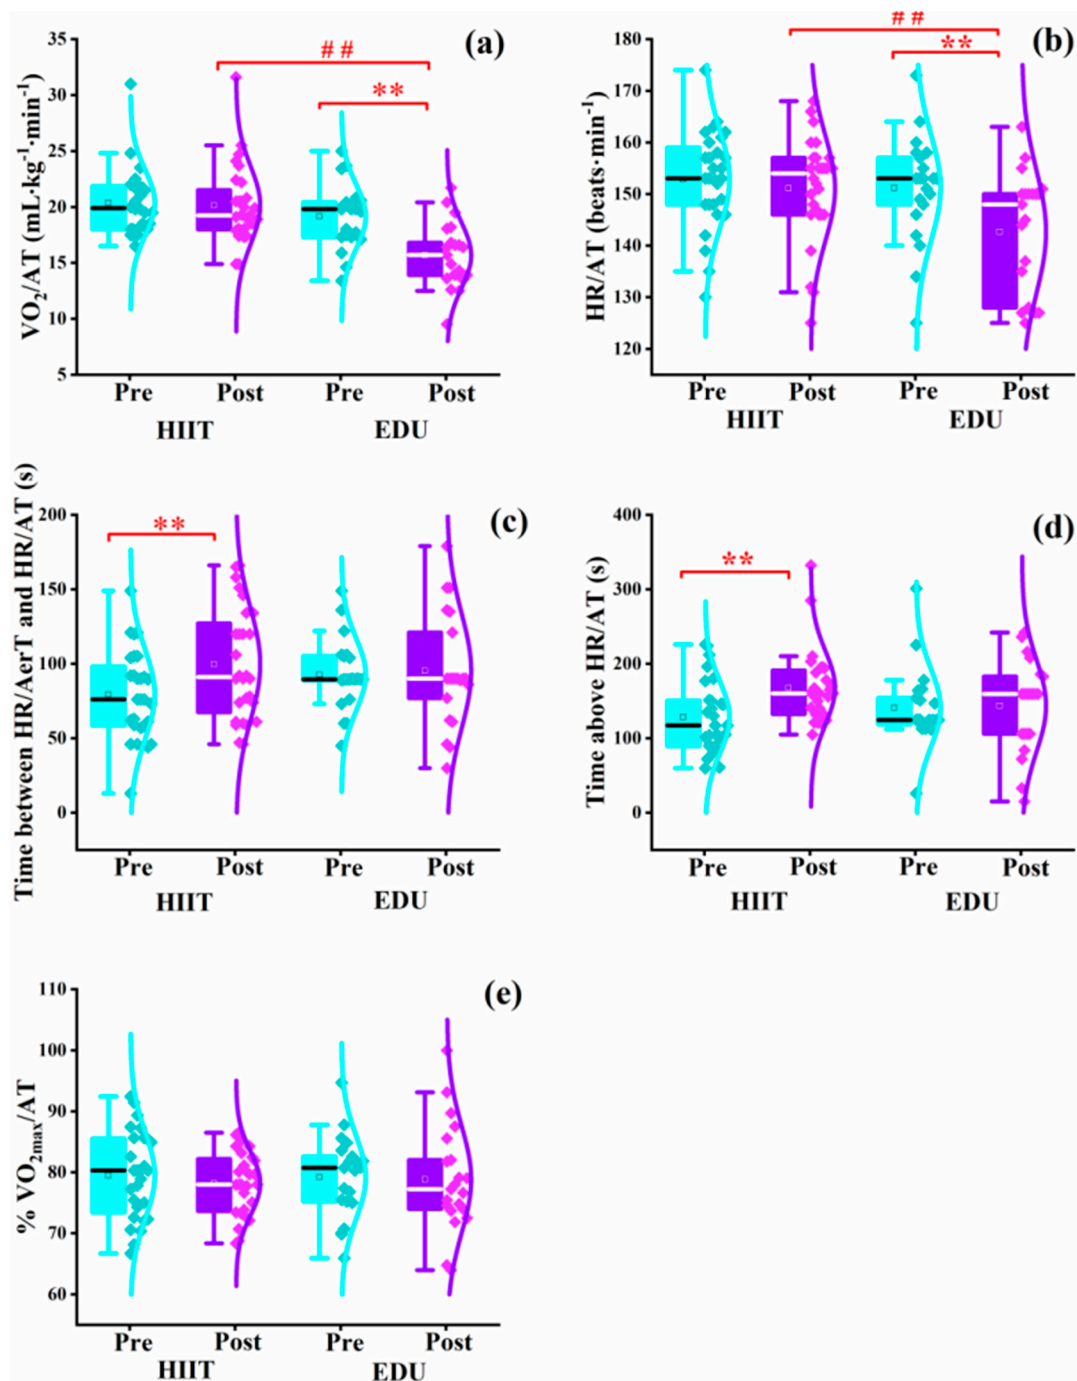 (a)
VO₂/AT (mL·kg⁻¹·min⁻¹)
35
30
25
20
15
10
5
# #
**
Pre Post Pre Post
HIIT EDU
(b)
HR/AT (beats·min⁻¹)
180
170
160
150
140
130
120
# #
**
Pre Post Pre Post
HIIT EDU
(c)
Time between HR/AerT and HR/AT (s)
200
150
100
50
0
**
Pre Post Pre Post
HIIT EDU
(d)
Time above HR/AT (s)
400
300
200
100
0
**
Pre Post Pre Post
HIIT EDU
(e)
% VO₂max/AT
110
100
90
80
70
60
Pre Post Pre Post
HIIT EDU